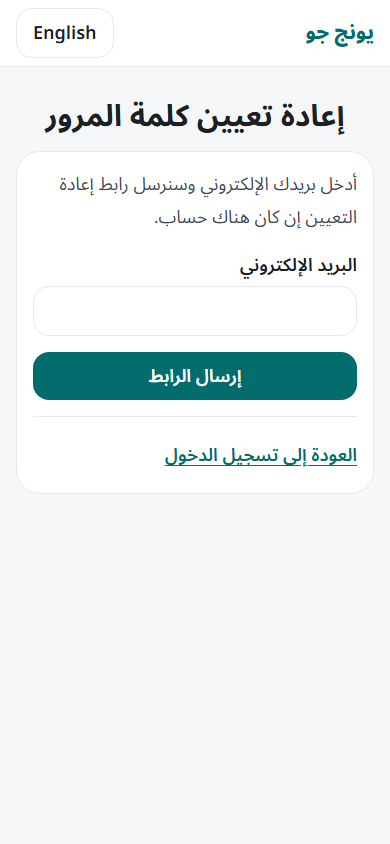 يونج جو
English
إعادة تعيين كلمة المرور
أدخل بريدك الإلكتروني وسنرسل رابط إعادة
التعيين إن كان هناك حساب.
البريد الإلكتروني
إرسال الرابط
العودة إلى تسجيل الدخول